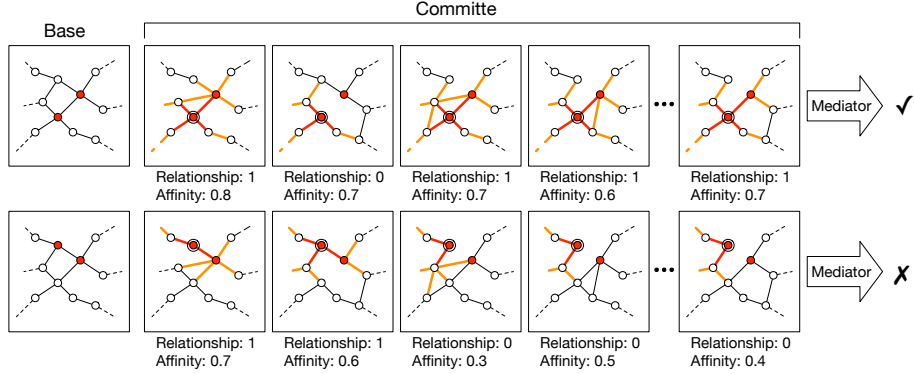 Committe
Base
Mediator
✓
Relationship: 1
Affinity: 0.8
Relationship: 0
Affinity: 0.7
Relationship: 1
Affinity: 0.7
Relationship: 1
Affinity: 0.6
Relationship: 1
Affinity: 0.7
Mediator
✗
Relationship: 1
Affinity: 0.7
Relationship: 1
Affinity: 0.6
Relationship: 0
Affinity: 0.3
Relationship: 0
Affinity: 0.5
Relationship: 0
Affinity: 0.4